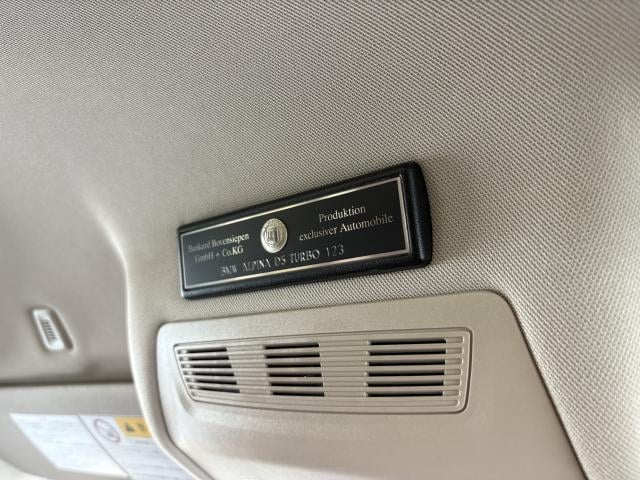 Burkard Bovensiepen
GmbH + Co.KG
Produktion
exclusiver Automobile
BMW ALPINA D5 TURBO 123